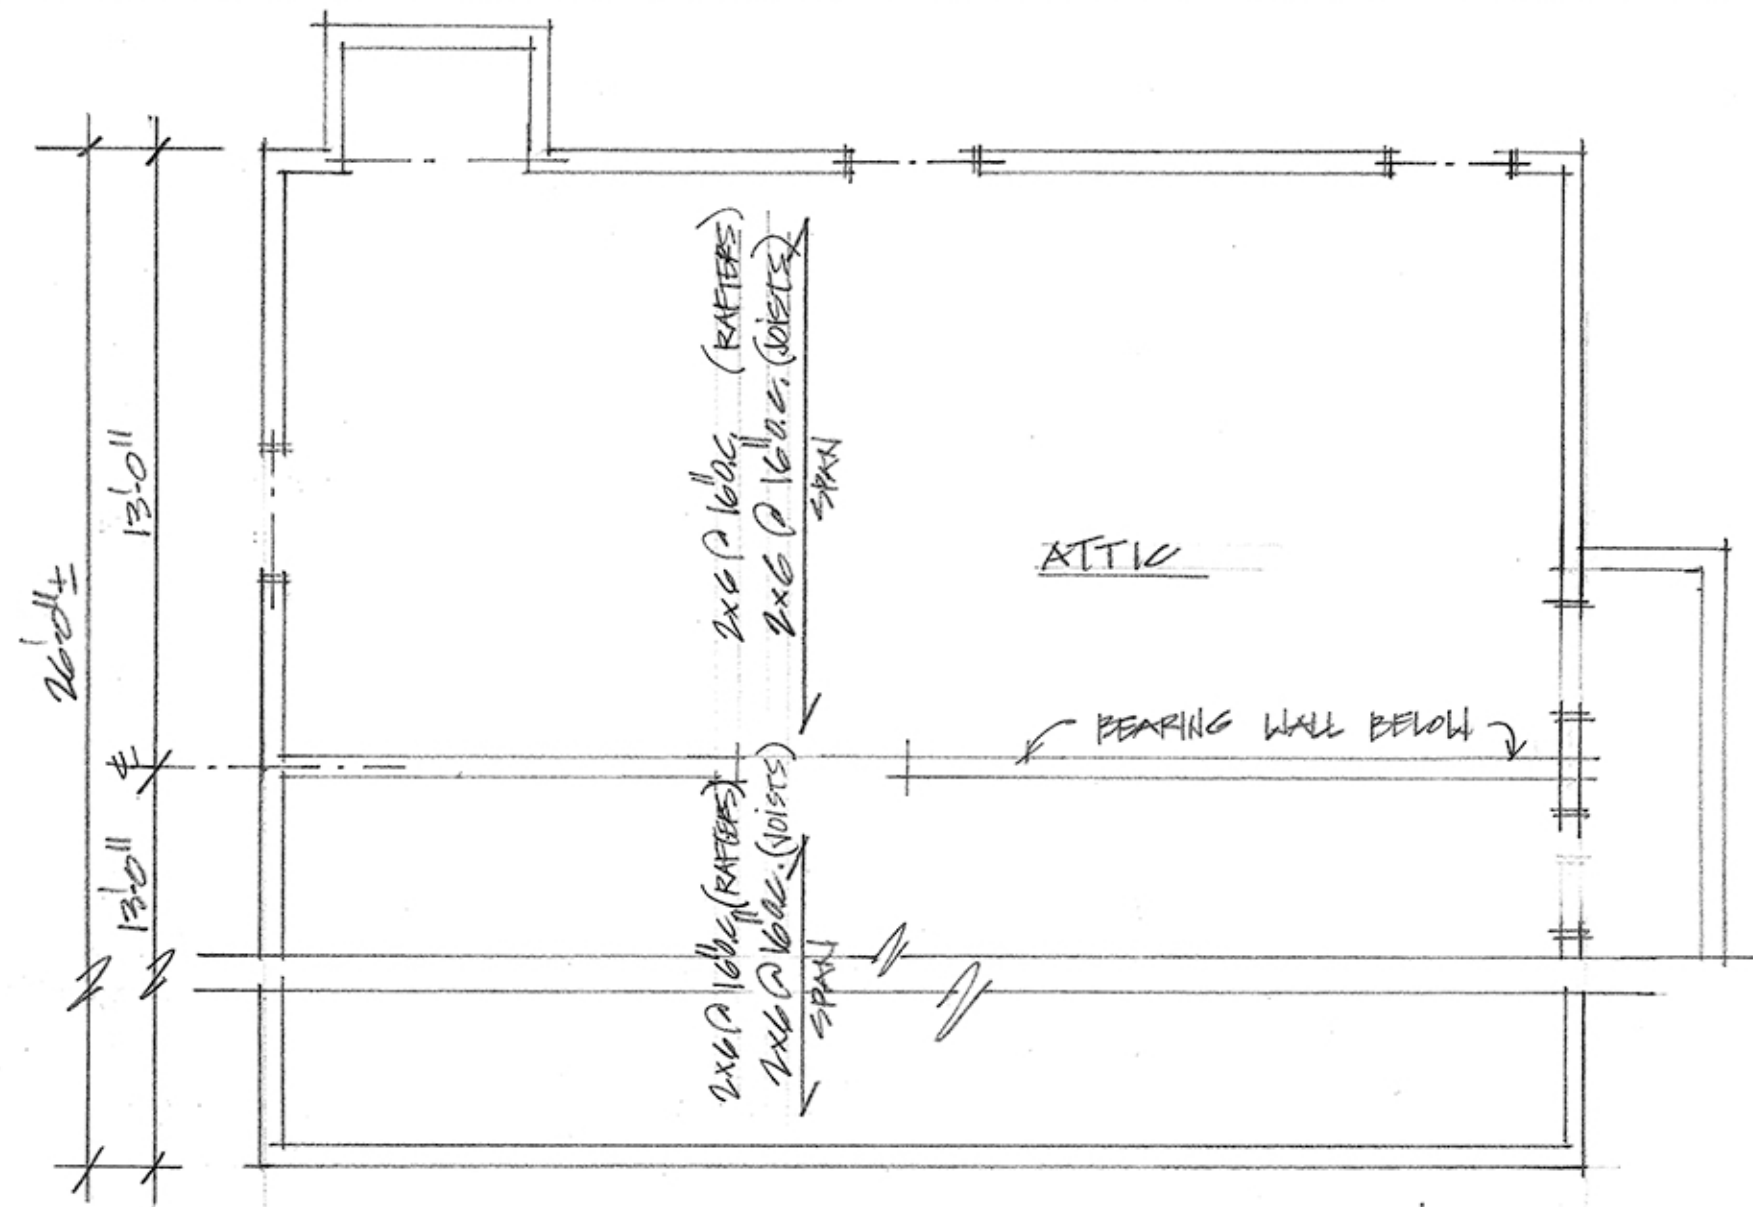 2x6 @ 16" O.C. (RAFTERS)
2x6 @ 16" O.C. (JOISTS)
SPAN
13'-0"
26'-0"±
ATTIC
BEARING WALL BELOW
2x6 @ 16" O.C. (RAFTERS)
2x6 @ 16" O.C. (JOISTS)
SPAN
13'-0"